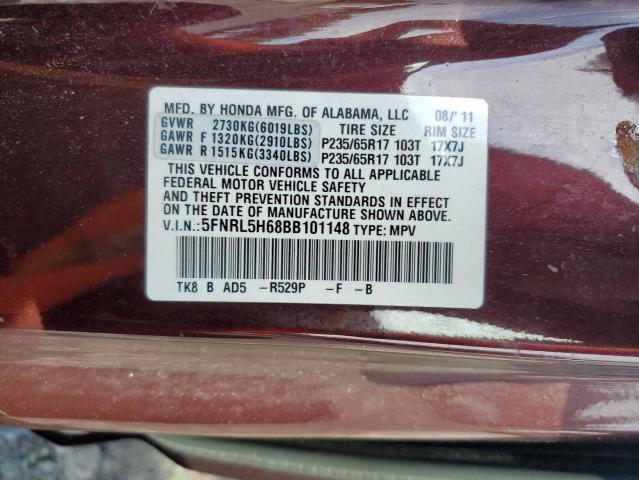 MFD. BY HONDA MFG. OF ALABAMA, LLC 08/'11
GVWR 2730KG(6019LBS) TIRE SIZE RIM SIZE
GAWR F 1320KG(2910LBS) P235/65R17 103T 17X7J
GAWR R 1515KG(3340LBS) P235/65R17 103T 17X7J
THIS VEHICLE CONFORMS TO ALL APPLICABLE
FEDERAL MOTOR VEHICLE SAFETY
AND THEFT PREVENTION STANDARDS IN EFFECT
ON THE DATE OF MANUFACTURE SHOWN ABOVE.
V.I.N.: 5FNRL5H68BB101148 TYPE: MPV
TK8 B AD5 -R529P -F -B